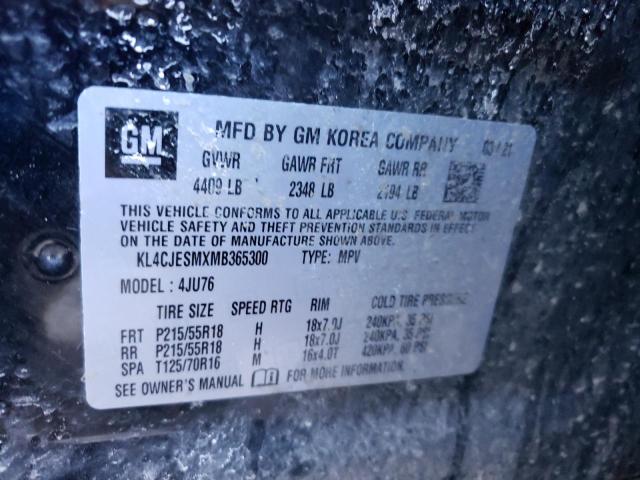 GM MFD BY GM KOREA COMPANY 03/21
GVWR GAWR FRT GAWR RR
4409 LB 2348 LB 2194 LB
THIS VEHICLE CONFORMS TO ALL APPLICABLE U.S. FEDERAL MOTOR
VEHICLE SAFETY AND THEFT PREVENTION STANDARDS IN EFFECT
ON THE DATE OF MANUFACTURE SHOWN ABOVE.
KL4CJESMXMB365300 TYPE: MPV
MODEL: 4JU76
TIRE SIZE SPEED RTG RIM COLD TIRE PRESSURE
FRT P215/55R18 H 18x7.0J 240KPA, 35 PSI
RR P215/55R18 H 18x7.0J 240KPA, 35 PSI
SPA T125/70R16 M 16x4.0T 420KPA, 60 PSI
SEE OWNER'S MANUAL FOR MORE INFORMATION.